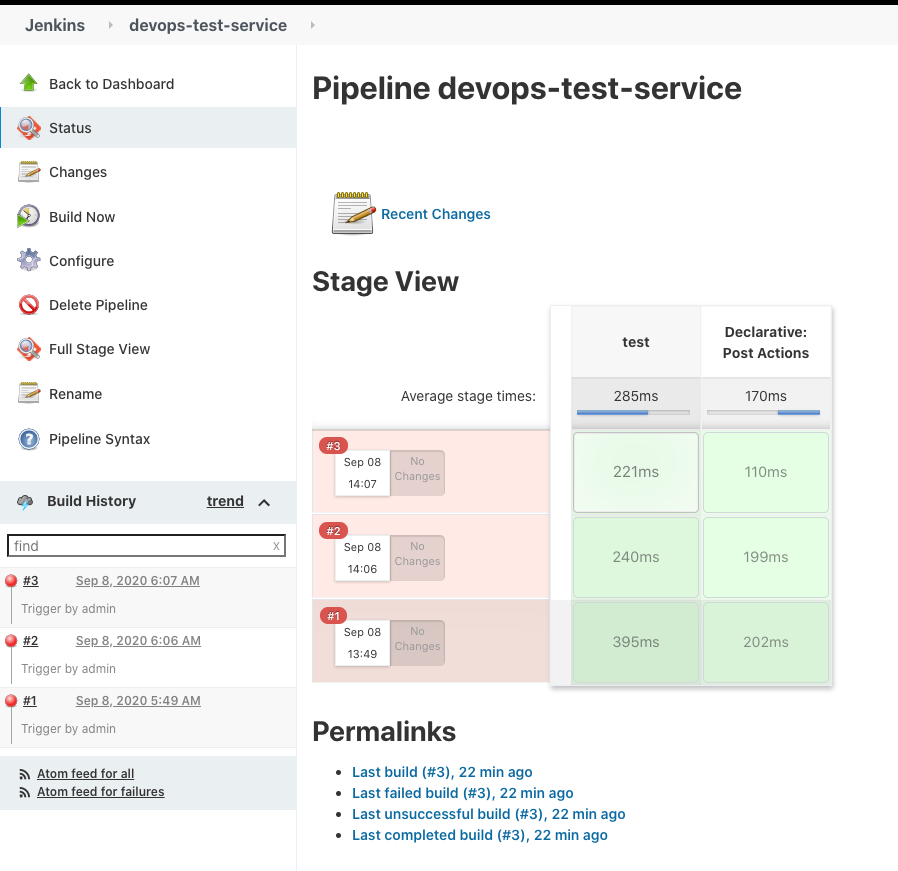 Jenkins
devops-test-service
Back to Dashboard
Status
Changes
Build Now
Configure
Delete Pipeline
Full Stage View
Rename
Pipeline Syntax
Build History
trend
find
x
#3
Sep 8, 2020 6:07 AM
Trigger by admin
#2
Sep 8, 2020 6:06 AM
Trigger by admin
#1
Sep 8, 2020 5:49 AM
Trigger by admin
Atom feed for all
Atom feed for failures
Pipeline devops-test-service
Recent Changes
Stage View
test
Declarative:
Post Actions
Average stage times:
285ms
170ms
#3
Sep 08
14:07
No
Changes
221ms
110ms
#2
Sep 08
14:06
No
Changes
240ms
199ms
#1
Sep 08
13:49
No
Changes
395ms
202ms
Permalinks
Last build (#3), 22 min ago
Last failed build (#3), 22 min ago
Last unsuccessful build (#3), 22 min ago
Last completed build (#3), 22 min ago